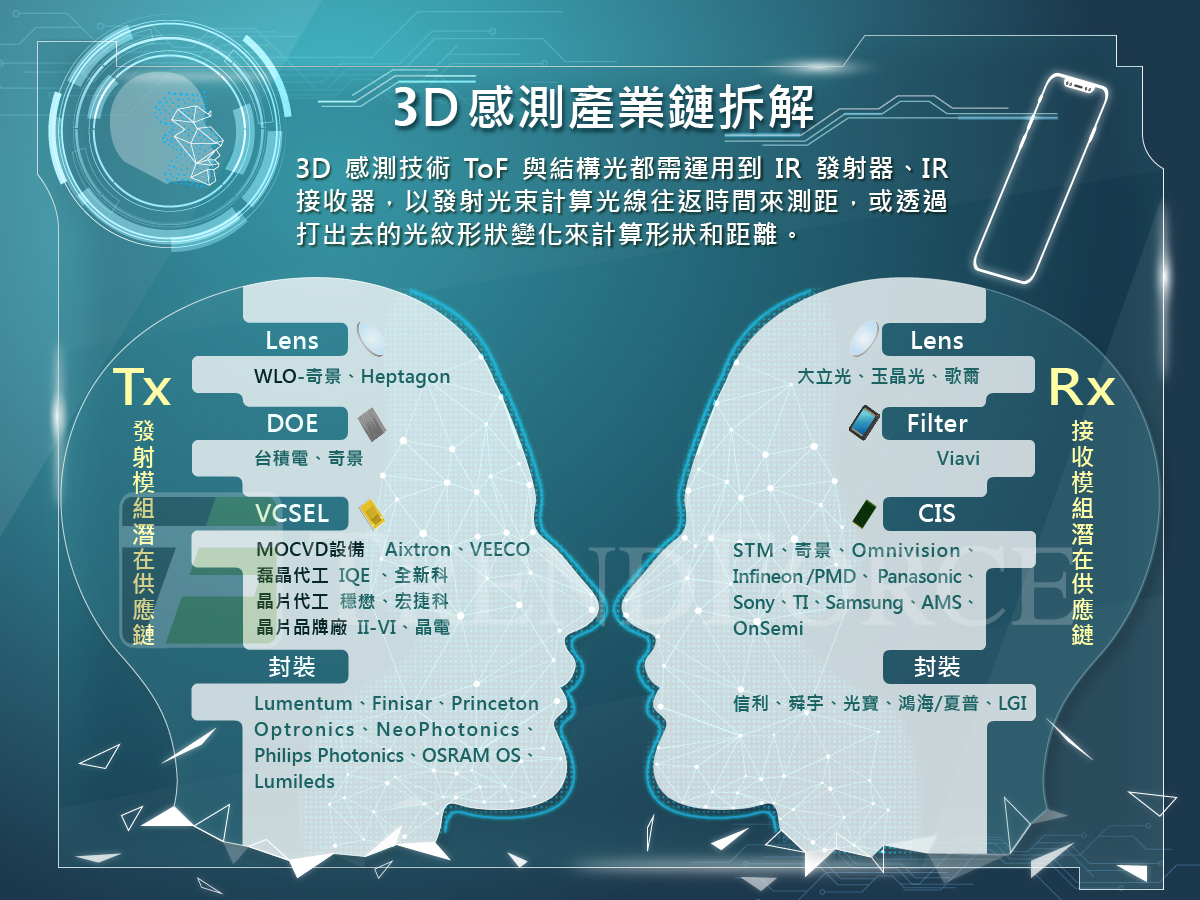 3D感測產業鏈拆解
3D 感測技術 ToF 與結構光都需運用到 IR 發射器、IR
接收器，以發射光束計算光線往返時間來測距，或透過
打出去的光紋形狀變化來計算形狀和距離。
Tx
發射模組潛在供應鏈
Lens
WLO-奇景、Heptagon
DOE
台積電、奇景
VCSEL
MOCVD設備 Aixtron、VEECO
磊晶代工 IQE 、全新科
晶片代工 穩懋、宏捷科
晶片品牌廠 II-VI、晶電
封裝
Lumentum、Finisar、Princeton
Optronics、NeoPhotonics、
Philips Photonics、OSRAM OS、
Lumileds
Rx
接收模組潛在供應鏈
Lens
大立光、玉晶光、歌爾
Filter
Viavi
CIS
STM、奇景、Omnivision、
Infineon/PMD、Panasonic、
Sony、TI、Samsung、AMS、
OnSemi
封裝
信利、舜宇、光寶、鴻海/夏普、LGI